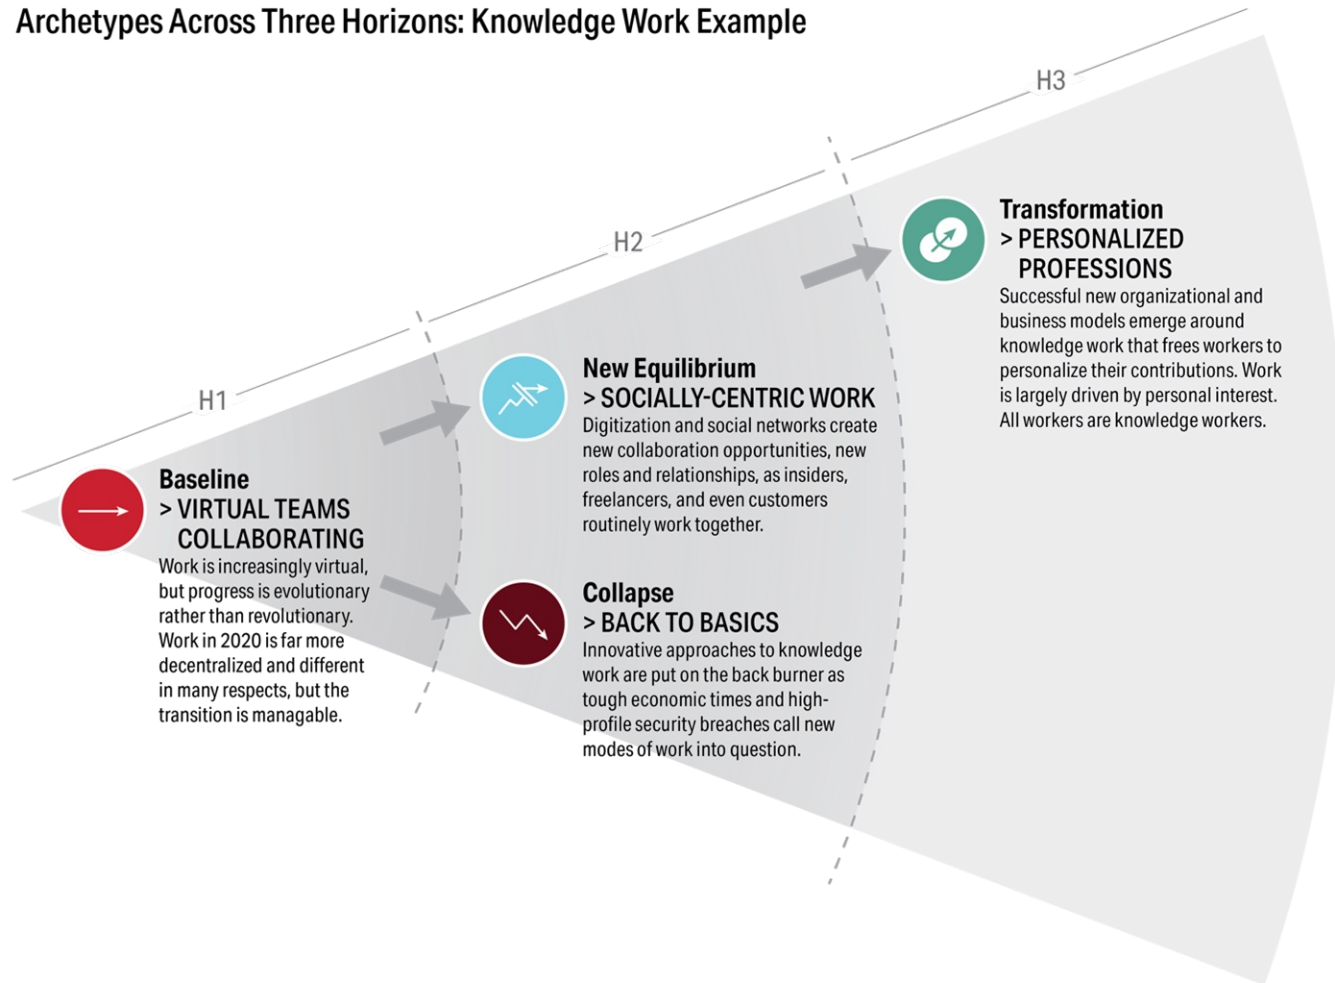 Archetypes Across Three Horizons: Knowledge Work Example
H1
H2
H3
Baseline
> VIRTUAL TEAMS
COLLABORATING
Work is increasingly virtual,
but progress is evolutionary
rather than revolutionary.
Work in 2020 is far more
decentralized and different
in many respects, but the
transition is managable.
New Equilibrium
> SOCIALLY-CENTRIC WORK
Digitization and social networks create
new collaboration opportunities, new
roles and relationships, as insiders,
freelancers, and even customers
routinely work together.
Collapse
> BACK TO BASICS
Innovative approaches to knowledge
work are put on the back burner as
tough economic times and high-
profile security breaches call new
modes of work into question.
Transformation
> PERSONALIZED
PROFESSIONS
Successful new organizational and
business models emerge around
knowledge work that frees workers to
personalize their contributions. Work
is largely driven by personal interest.
All workers are knowledge workers.